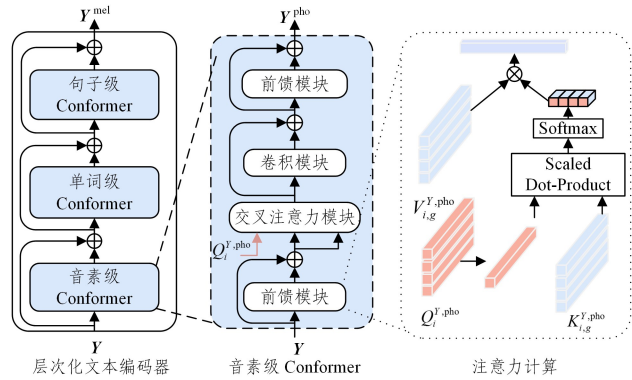 Y^mel
句子级
Conformer
单词级
Conformer
音素级
Conformer
Y
层次化文本编码器
Y^pho
前馈模块
卷积模块
交叉注意力模块
Q_i^{Y,pho}
前馈模块
Y
音素级 Conformer
Softmax
Scaled
Dot-Product
V_{i,g}^{Y,pho}
Q_i^{Y,pho}
K_{i,g}^{Y,pho}
注意力计算